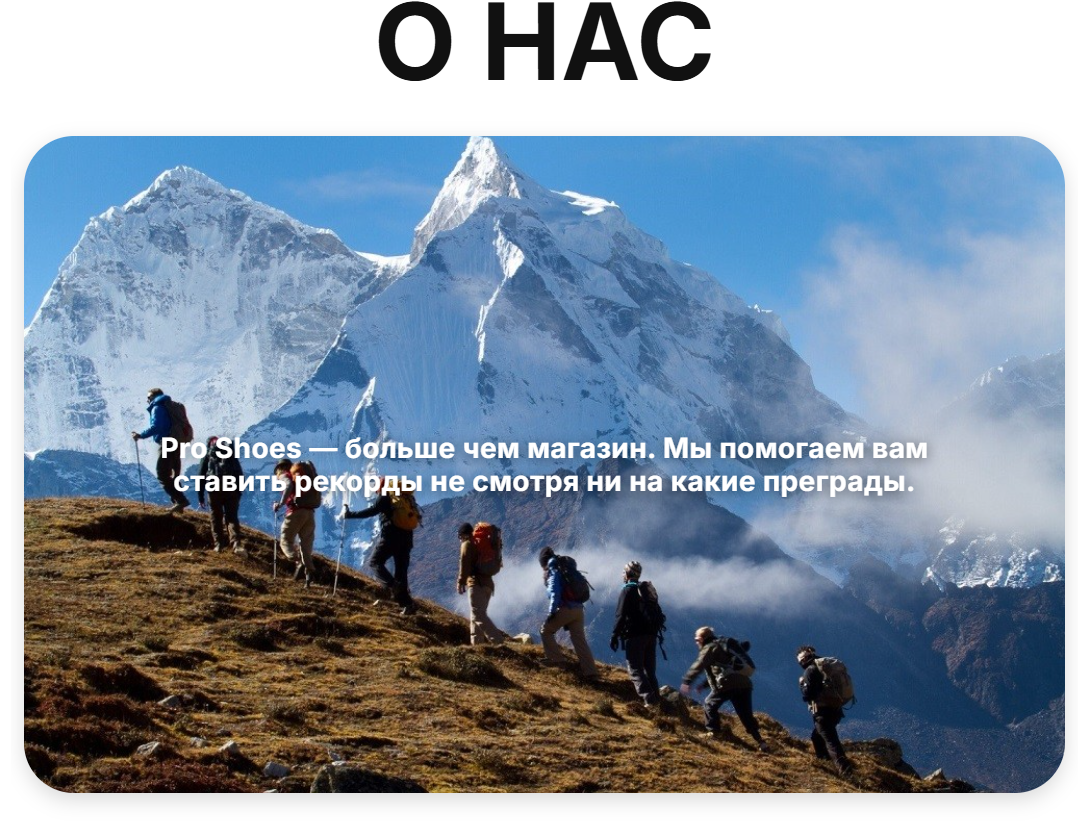 О НАС
Pro Shoes — больше чем магазин. Мы помогаем вам
ставить рекорды не смотря ни на какие преграды.